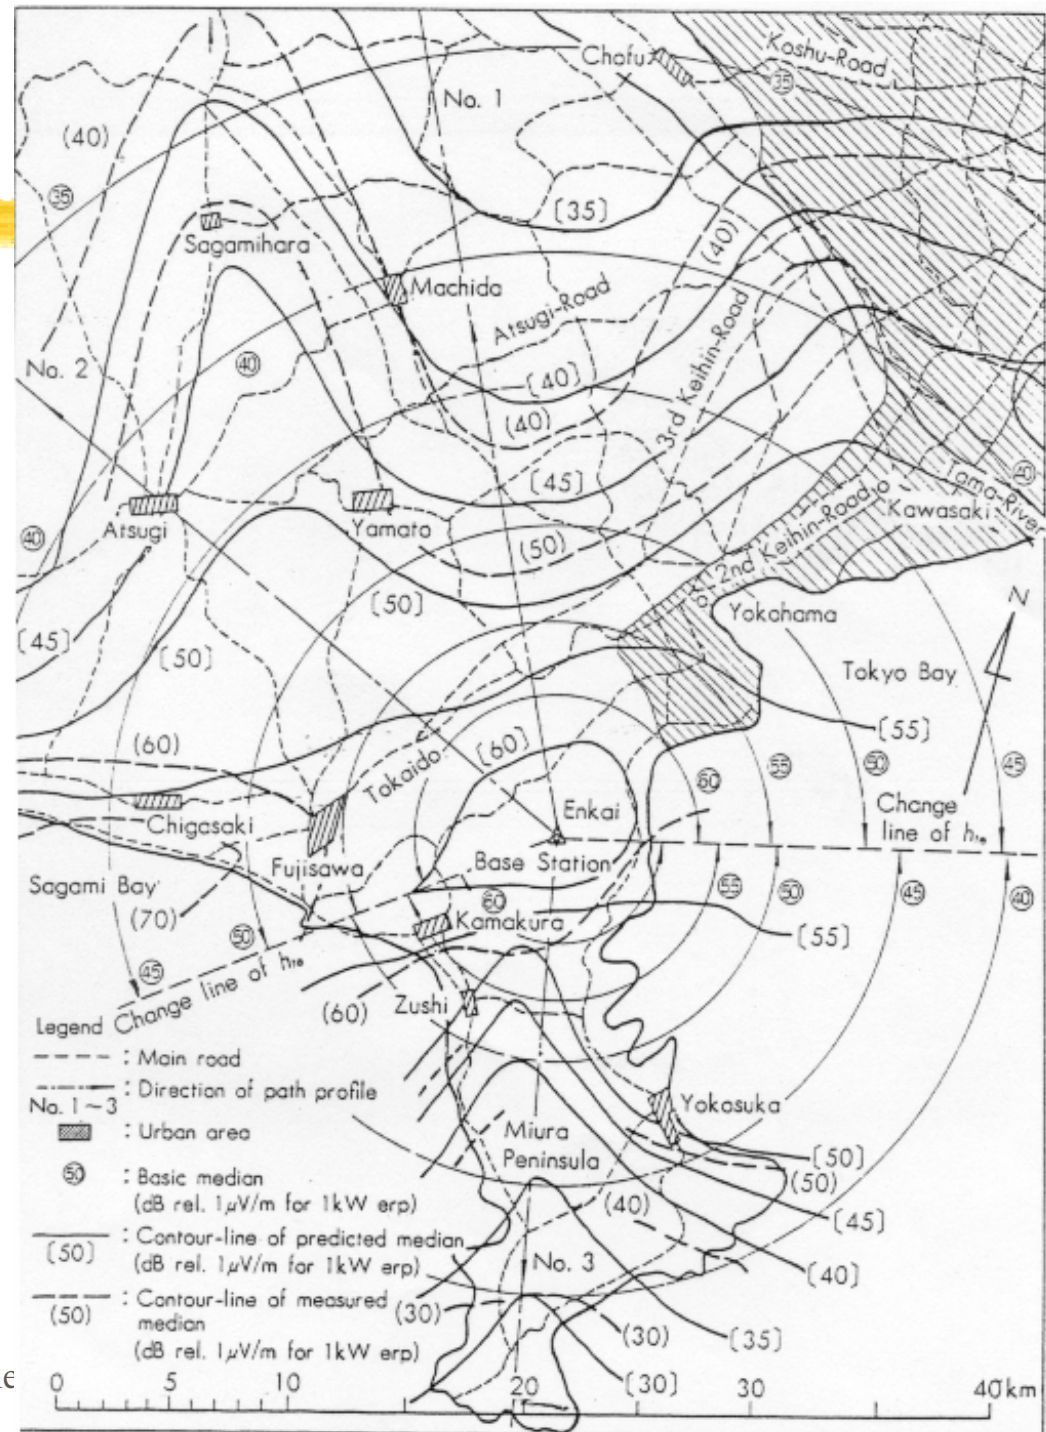 Koshu-Road
Chofu
㉟
No. 1
(40)
㉟
[35]
Sagamihara
(40)
Machida
Atsugi-Road
3rd Keihin-Road
No. 2
㊵
[40]
(40)
[45]
㊵
Tama-River
Atsugi
Yamato
Kawasaki
㊵
(50)
2nd Keihin-Road
[50]
Yokohama
N
[45]
[50]
Tokyo Bay
[55]
(60)
[60]
Tokaido
60
55
㊿
㊺
Enkai
Change
line of hte
Chigasaki
Base Station
Fujisawa
Sagami Bay
(70)
60
55
㊿
㊺
㊵
Kamakura
[55]
㊿
㊺
Change line of hte
(60)
Zushi
Legend
: Main road
: Direction of path profile
No. 1~3
: Urban area
Yokosuka
Miura
Peninsula
[50]
(50)
㊿ : Basic median
(dB rel. 1μV/m for 1kW erp)
(40)
[45]
: Contour-line of predicted median
[50] (dB rel. 1μV/m for 1kW erp)
No. 3
[40]
: Contour-line of measured
(50) median
(dB rel. 1μV/m for 1kW erp)
(30)
(30)
[35]
[30]
0 5 10 20 30 40 km